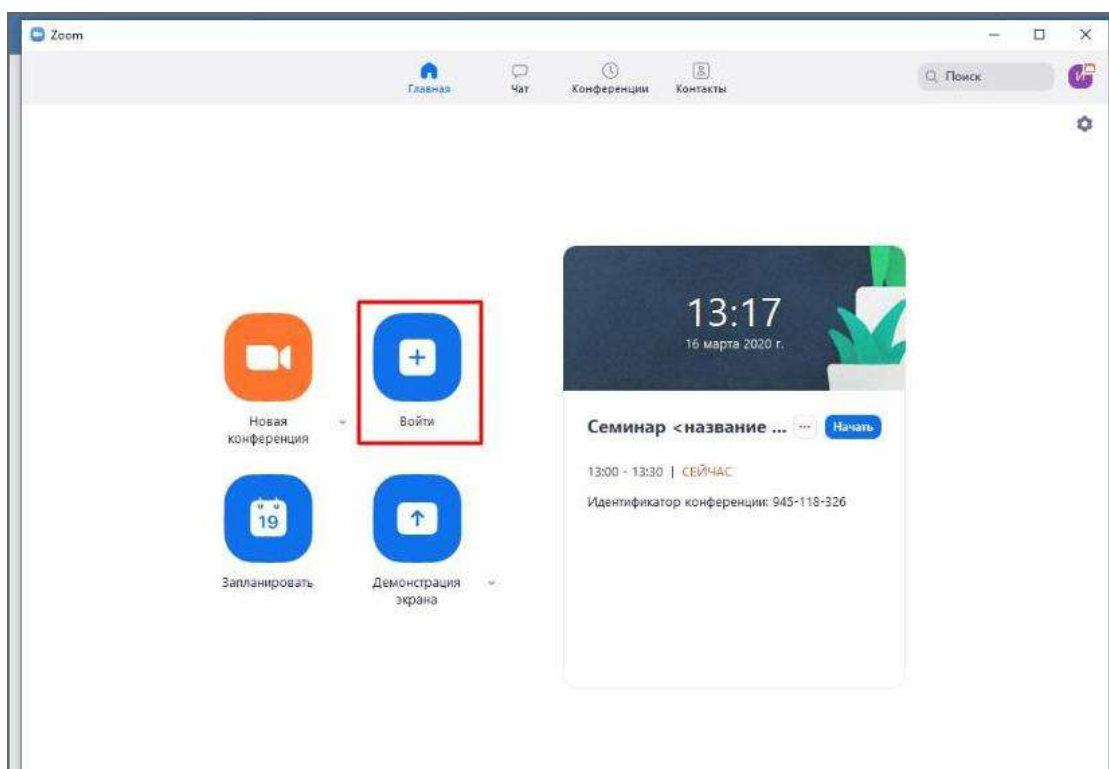 Zoom
Главная
Чат
Конференции
Контакты
Поиск
И
13:17
16 марта 2020 г.
Новая
конференция
Войти
Семинар <название ...
Начать
13:00 - 13:30 | СЕЙЧАС
Идентификатор конференции: 945-118-326
19
Запланировать
Демонстрация
экрана